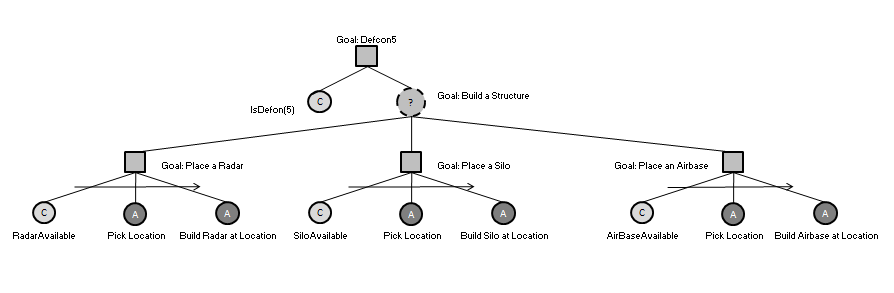 Goal: Defcon5
C
?
Goal: Build a Structure
IsDefon(5)
Goal: Place a Radar
Goal: Place a Silo
Goal: Place an Airbase
C
A
A
C
A
A
C
A
A
RadarAvailable
Pick Location
Build Radar at Location
SiloAvailable
Pick Location
Build Silo at Location
AirBaseAvailable
Pick Location
Build Airbase at Location